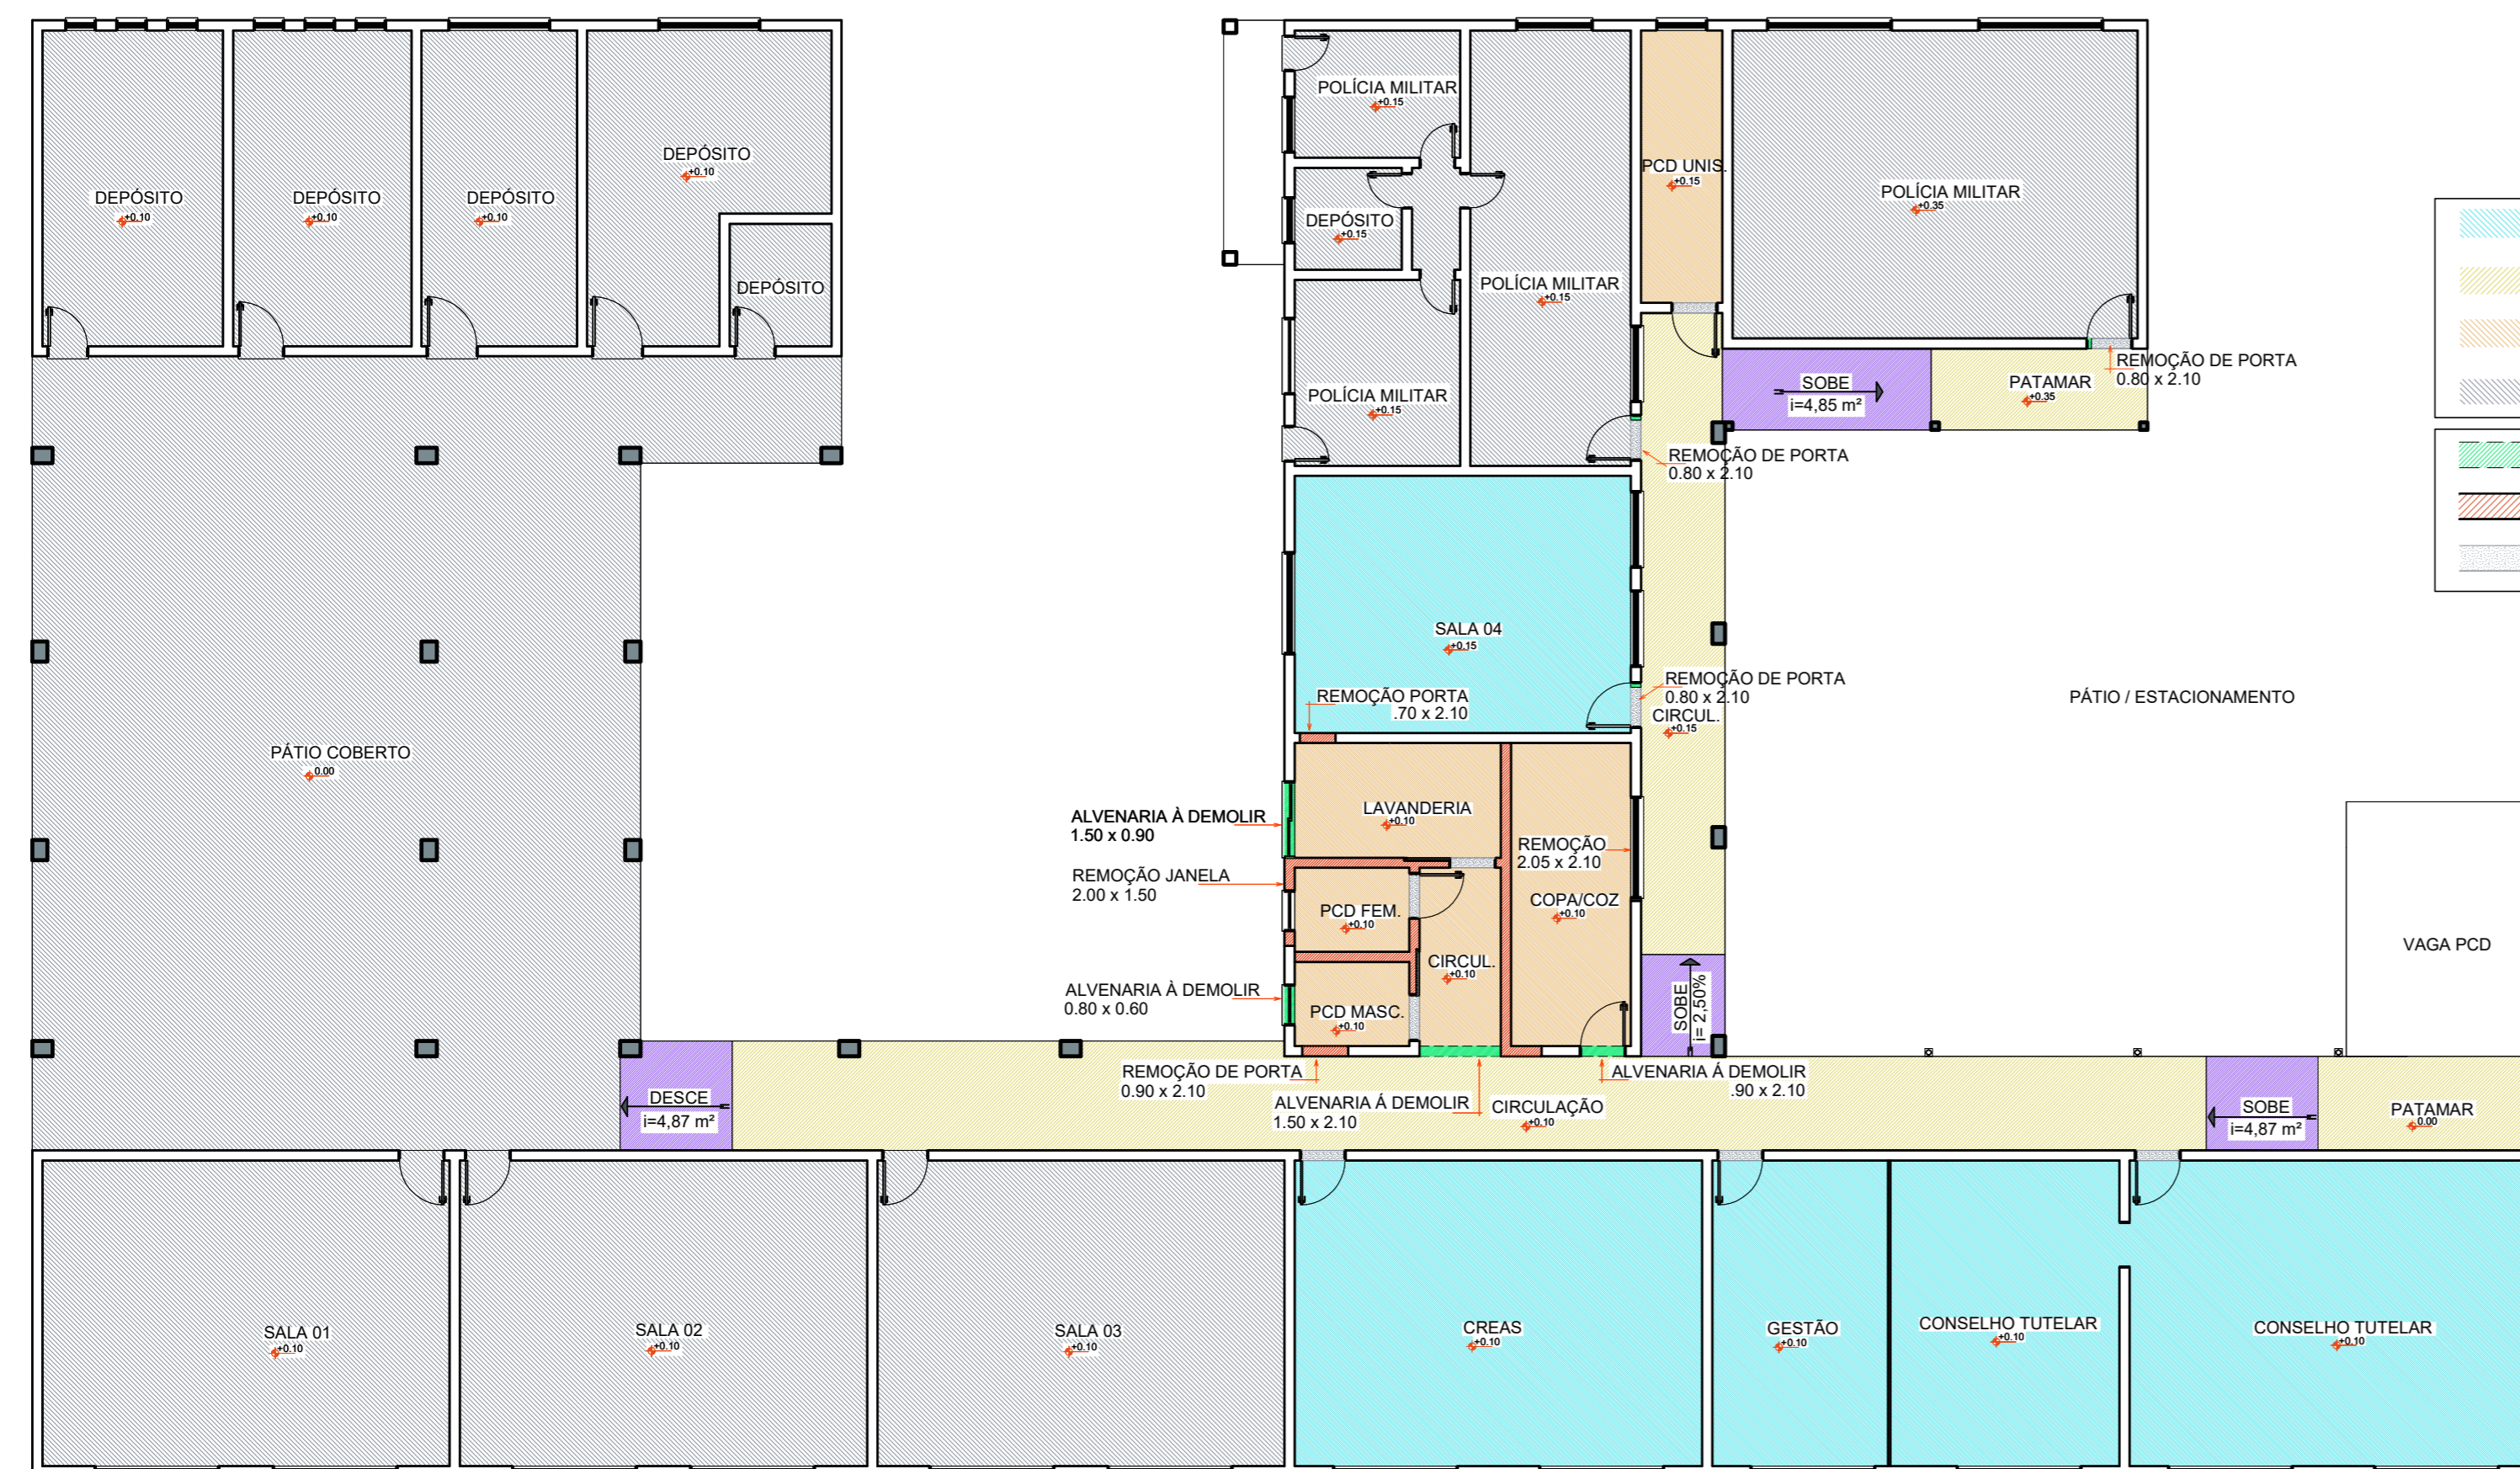 DEPÓSITO
+0.10
DEPÓSITO
+0.10
DEPÓSITO
+0.10
DEPÓSITO
+0.10
DEPÓSITO
POLÍCIA MILITAR
+0.15
DEPÓSITO
+0.15
POLÍCIA MILITAR
+0.15
POLÍCIA MILITAR
+0.15
PCD UNIS.
+0.15
POLÍCIA MILITAR
+0.35
REMOÇÃO DE PORTA
0.80 x 2.10
SOBE
i=4,85 m²
PATAMAR
+0.35
REMOÇÃO DE PORTA
0.80 x 2.10
SALA 04
+0.15
REMOÇÃO PORTA
.70 x 2.10
REMOÇÃO DE PORTA
0.80 x 2.10
CIRCUL.
+0.15
PÁTIO / ESTACIONAMENTO
PÁTIO COBERTO
0.00
ALVENARIA À DEMOLIR
1.50 x 0.90
LAVANDERIA
+0.10
REMOÇÃO
2.05 x 2.10
REMOÇÃO JANELA
2.00 x 1.50
PCD FEM.
+0.10
COPA/COZ
+0.10
CIRCUL.
+0.10
VAGA PCD
ALVENARIA À DEMOLIR
0.80 x 0.60
PCD MASC.
+0.10
SOBE
i= 2,50%
REMOÇÃO DE PORTA
0.90 x 2.10
ALVENARIA Á DEMOLIR
.90 x 2.10
ALVENARIA Á DEMOLIR
1.50 x 2.10
CIRCULAÇÃO
+0.10
DESCE
i=4,87 m²
SOBE
i=4,87 m²
PATAMAR
0.00
SALA 01
+0.10
SALA 02
+0.10
SALA 03
+0.10
CREAS
+0.10
GESTÃO
+0.10
CONSELHO TUTELAR
+0.10
CONSELHO TUTELAR
+0.10